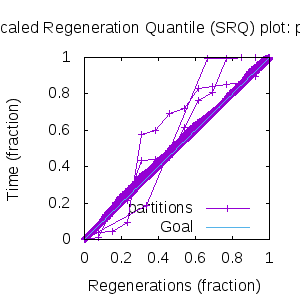 caled Regeneration Quantile (SRQ) plot: p
1
0.8
0.6
0.4
0.2
0
Time (fraction)
partitions
Goal
0 0.2 0.4 0.6 0.8 1
Regenerations (fraction)